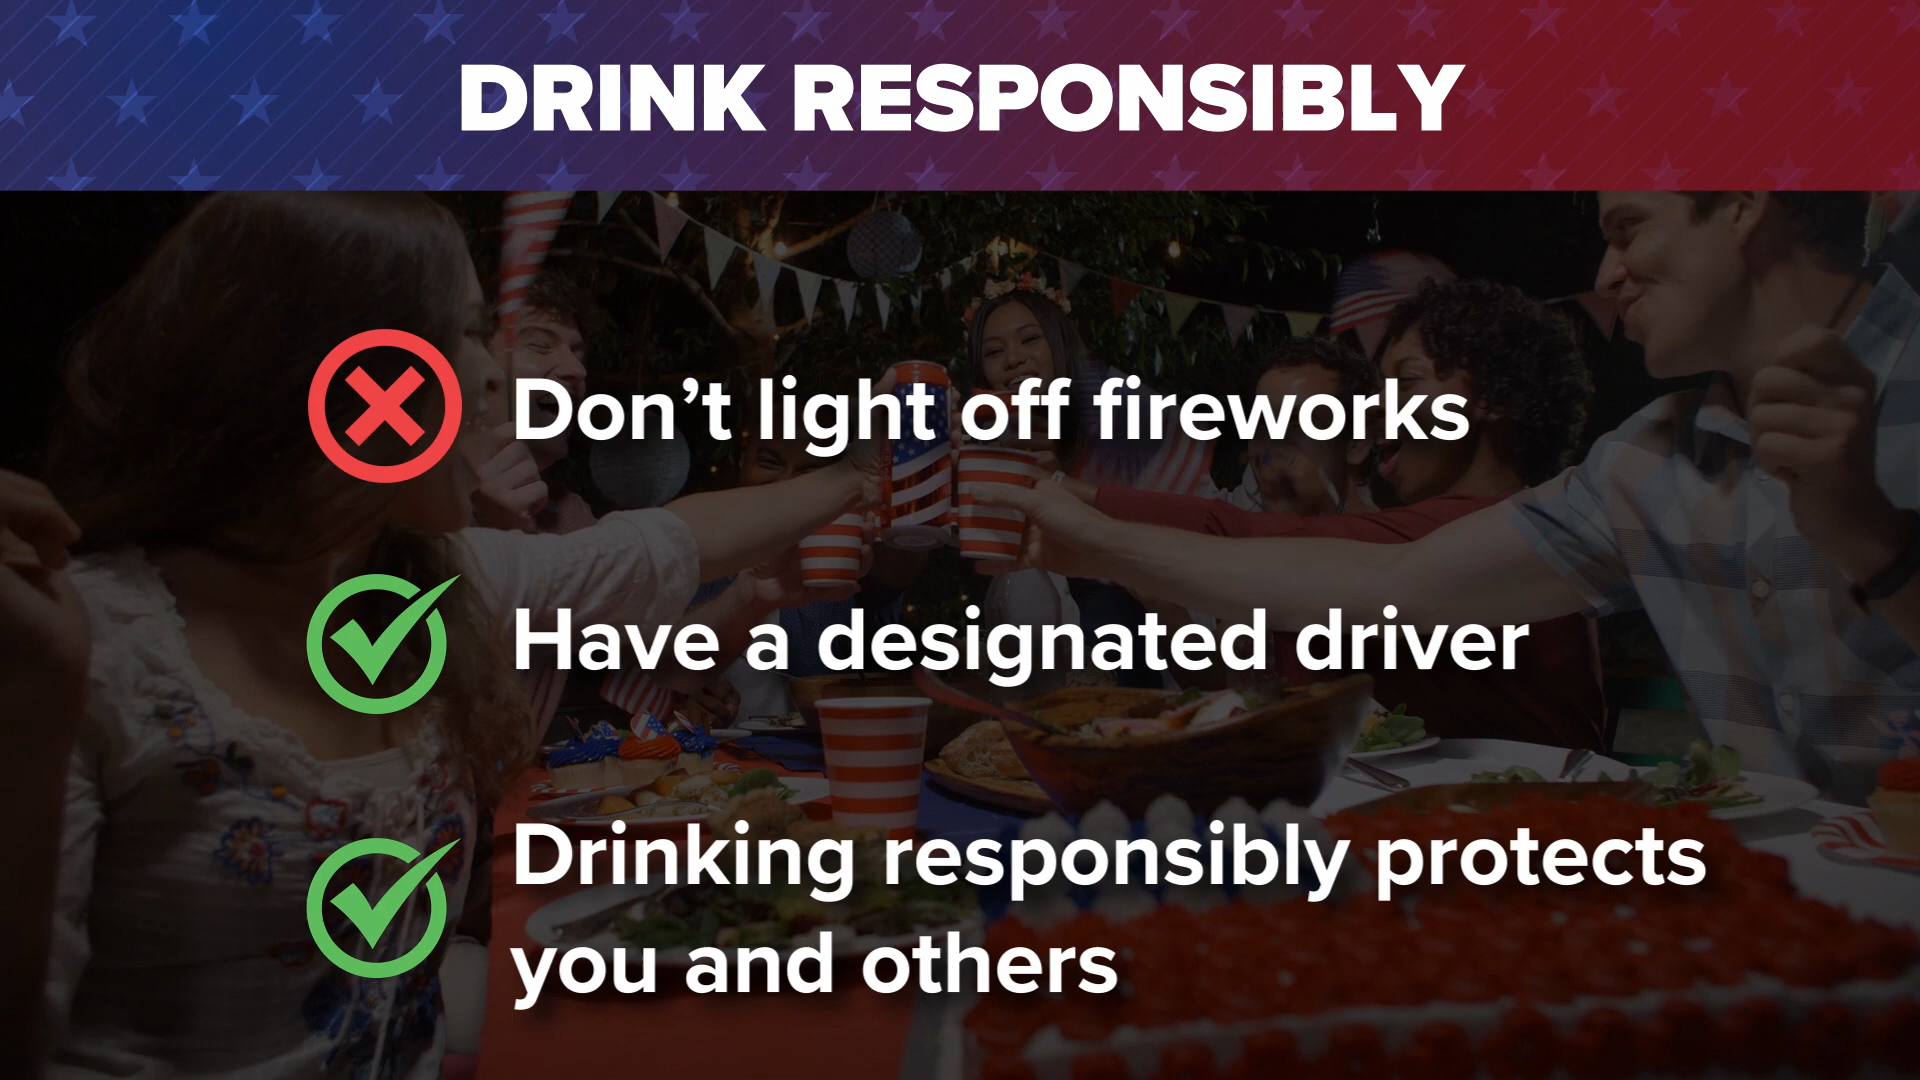 DRINK RESPONSIBLY
Don’t light off fireworks
Have a designated driver
Drinking responsibly protects
you and others